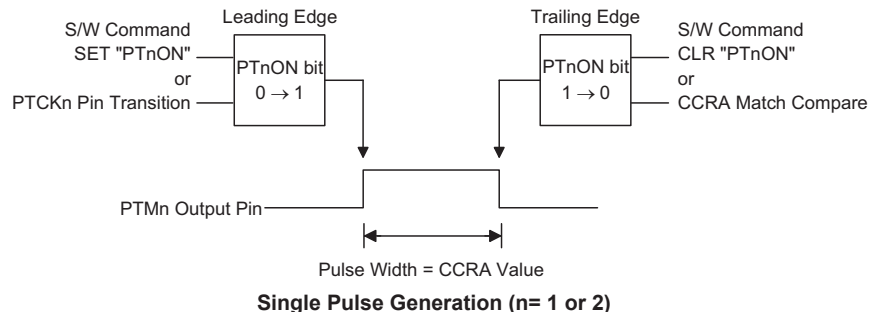 Leading Edge
S/W Command
SET "PTnON"
or
PTCKn Pin Transition
PTnON bit
0 → 1
Trailing Edge
PTnON bit
1 → 0
S/W Command
CLR "PTnON"
or
CCRA Match Compare
PTMn Output Pin
Pulse Width = CCRA Value
Single Pulse Generation (n= 1 or 2)